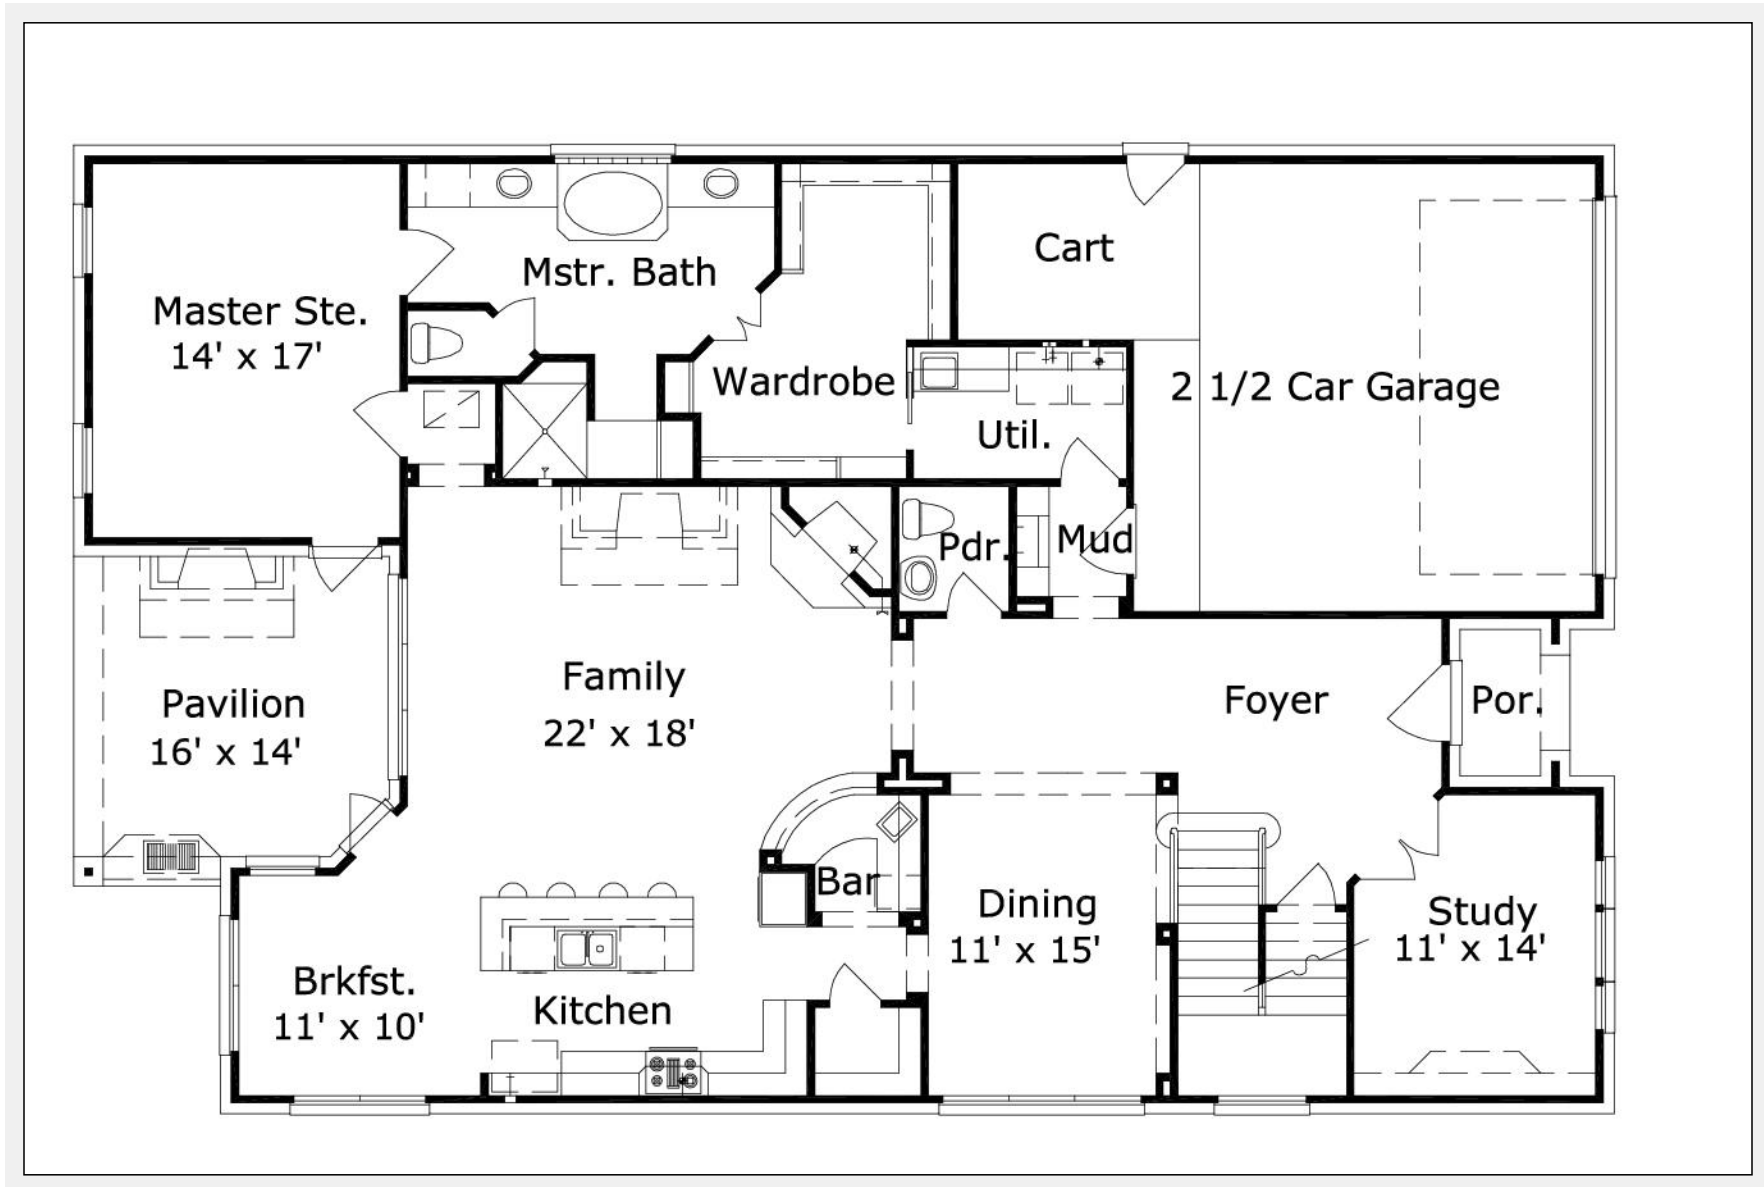 Master Ste.
14' x 17'
Mstr. Bath
Wardrobe
Cart
2 1/2 Car Garage
Util.
Pdr.
Mud
Pavilion
16' x 14'
Family
22' x 18'
Foyer
Por.
Bar
Dining
11' x 15'
Study
11' x 14'
Brkfst.
11' x 10'
Kitchen